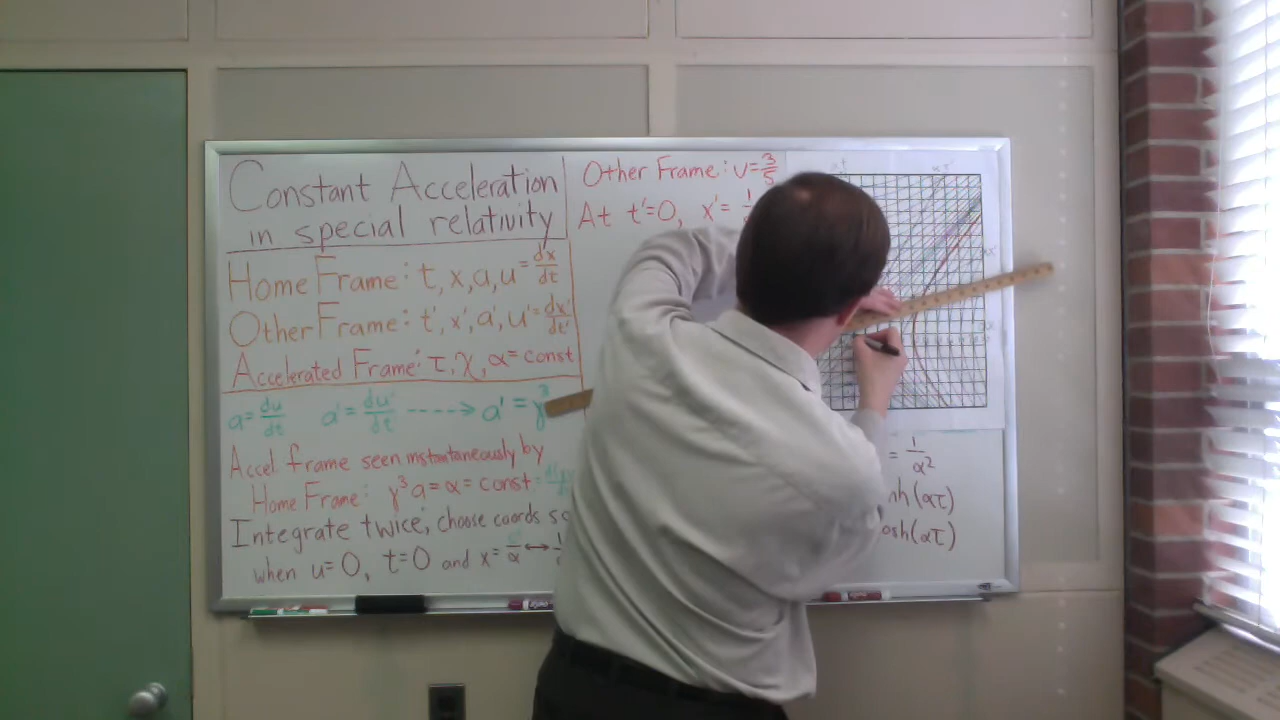 Constant Acceleration
in special relativity
Home Frame: t, x, a, u = dx/dt
Other Frame: t', x', a', u' = dx'/dt'
Accelerated Frame: τ, χ, α = const
a = du/dt a' = du'/dt' ----> a' = γ³
Accel frame seen instantaneously by
Home Frame: γ³a = α = const =
Integrate twice, choose coords
when u=0, t=0 and x = 1/α ↔
Other Frame: v = 3/5
At t'=0, x' =
= 1/α²
nh(ατ)
osh(ατ)